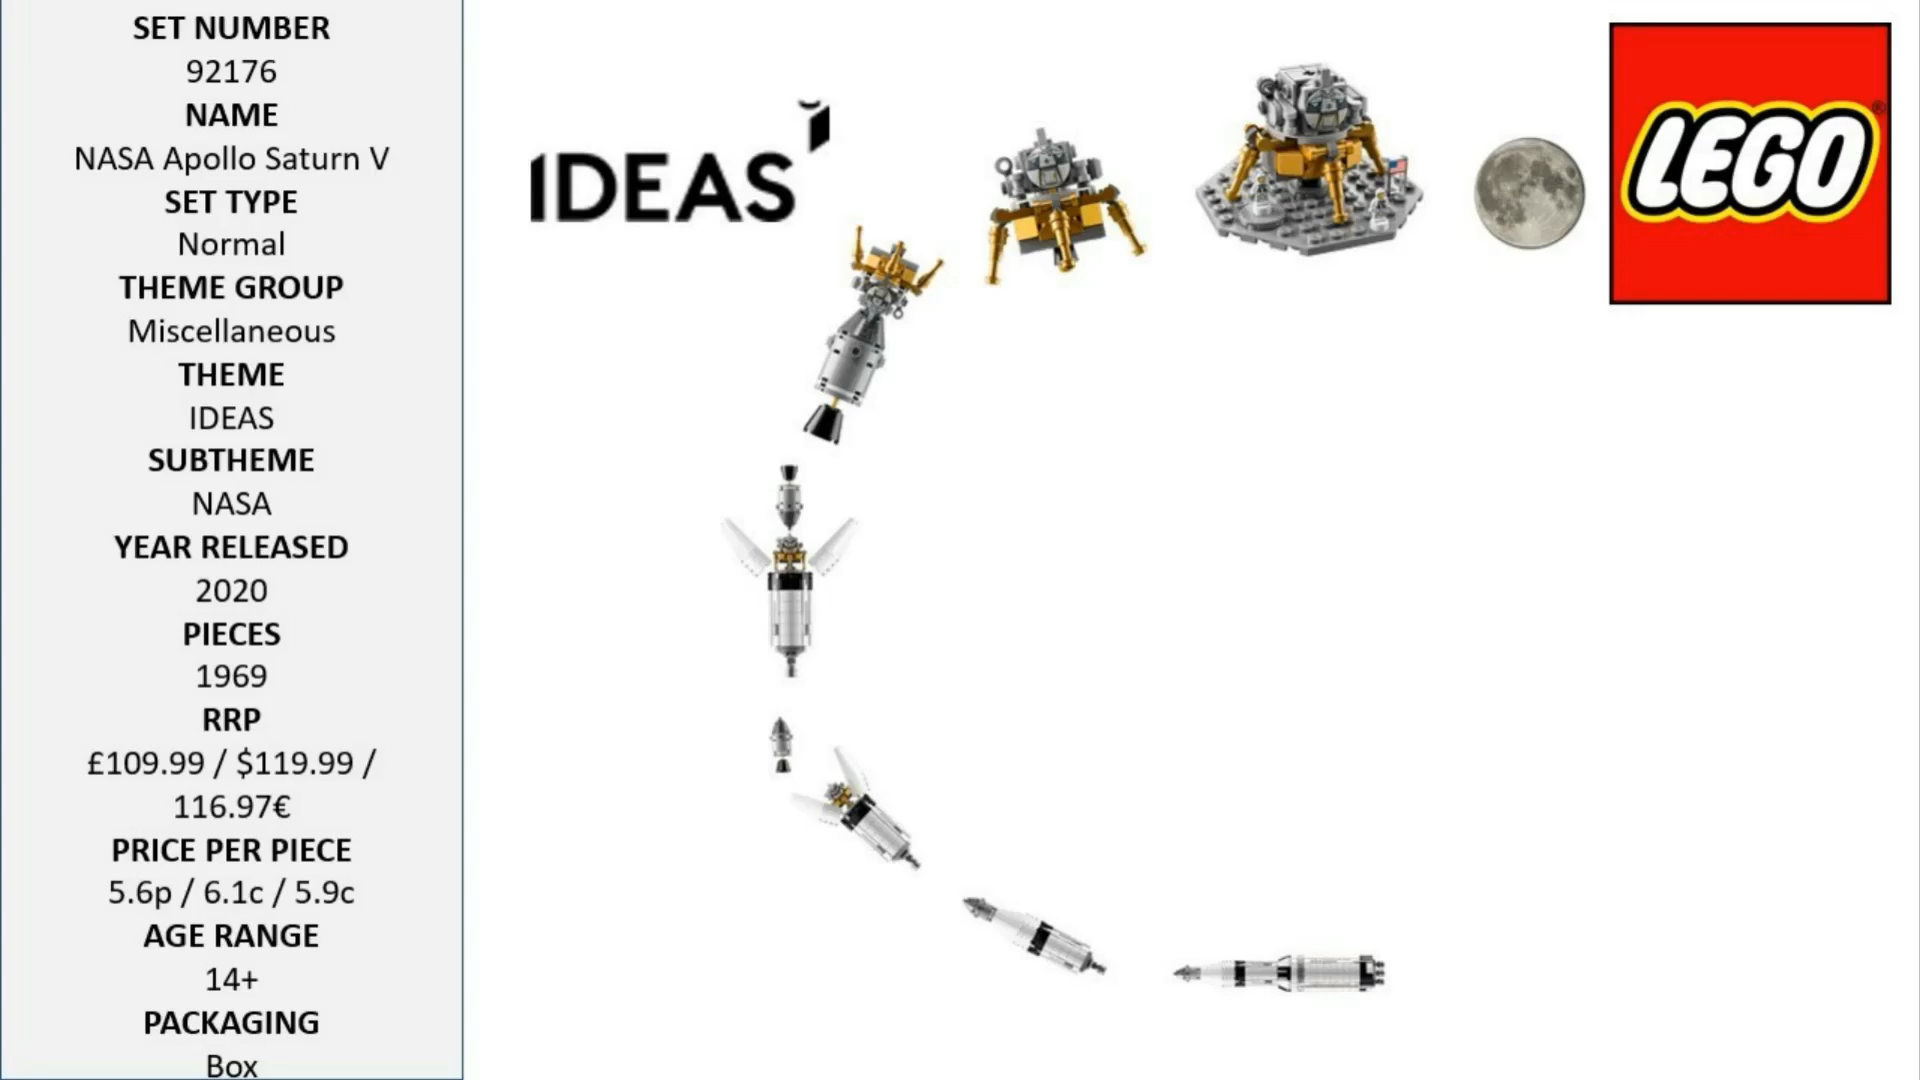 SET NUMBER
92176
NAME
NASA Apollo Saturn V
SET TYPE
Normal
THEME GROUP
Miscellaneous
THEME
IDEAS
SUBTHEME
NASA
YEAR RELEASED
2020
PIECES
1969
RRP
£109.99 / $119.99 /
116.97€
PRICE PER PIECE
5.6p / 6.1c / 5.9c
AGE RANGE
14+
PACKAGING
Box
IDEAS
LEGO®